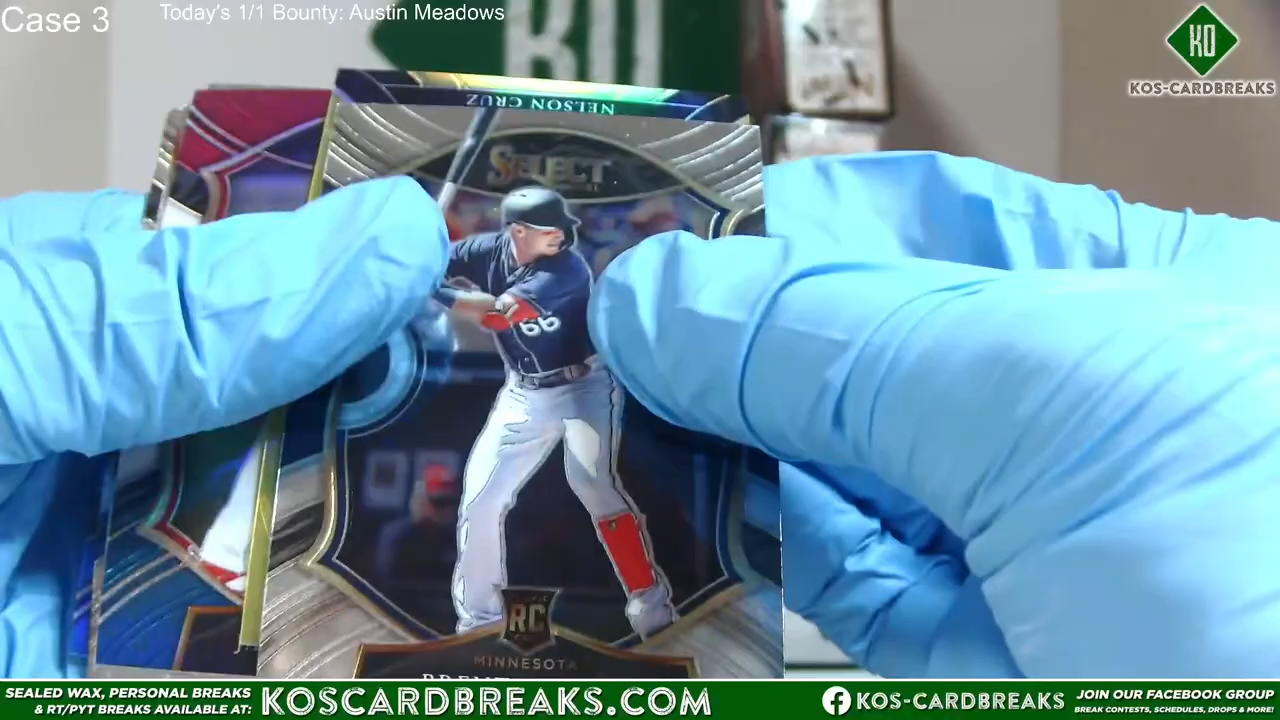 Case 3
Today's 1/1 Bounty: Austin Meadows
KO
KOS-CARDBREAKS
NELSON CRUZ
SELECT
66
RC
MINNESOTA
SEALED WAX, PERSONAL BREAKS
& RT/PYT BREAKS AVAILABLE AT:
KOSCARDBREAKS.COM
KOS-CARDBREAKS
JOIN OUR FACEBOOK GROUP
BREAK CONTESTS, SCHEDULES, DROPS & MORE!